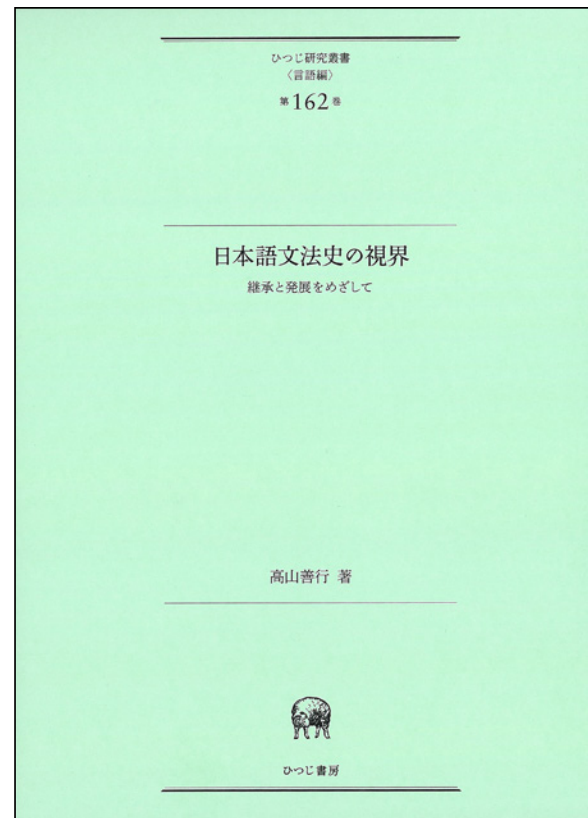 ひつじ研究叢書
〈言語編〉
第162巻
日本語文法史の視界
継承と発展をめざして
高山善行 著
ひつじ書房